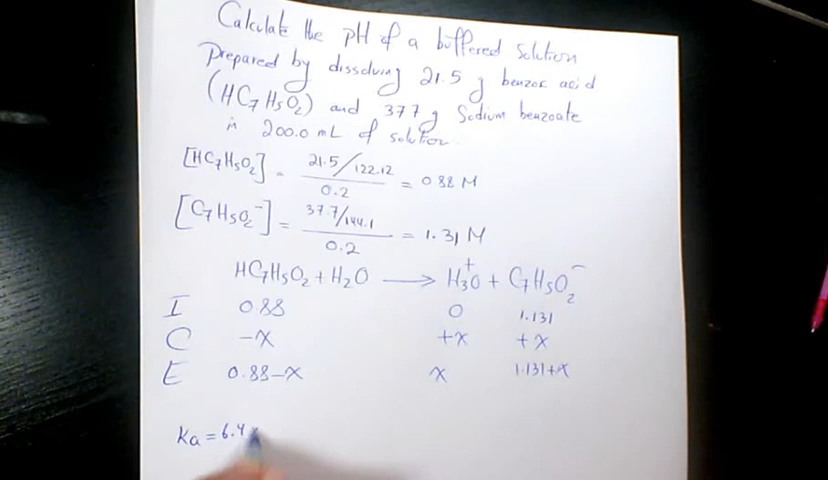 Calculate the pH of a buffered solution
prepared by dissolving 21.5 g benzoic acid
(HC7H5O2) and 37.7 g Sodium benzoate
in 200.0 mL of solution.
[HC7H5O2] = 21.5/122.12 / 0.2 = 0.88 M
[C7H5O2⁻] = 37.7/144.1 / 0.2 = 1.31 M
HC7H5O2 + H2O → H3O⁺ + C7H5O2⁻
I 0.88 0 1.131
C -x +x +x
E 0.88-x x 1.131+x
Ka = 6.4